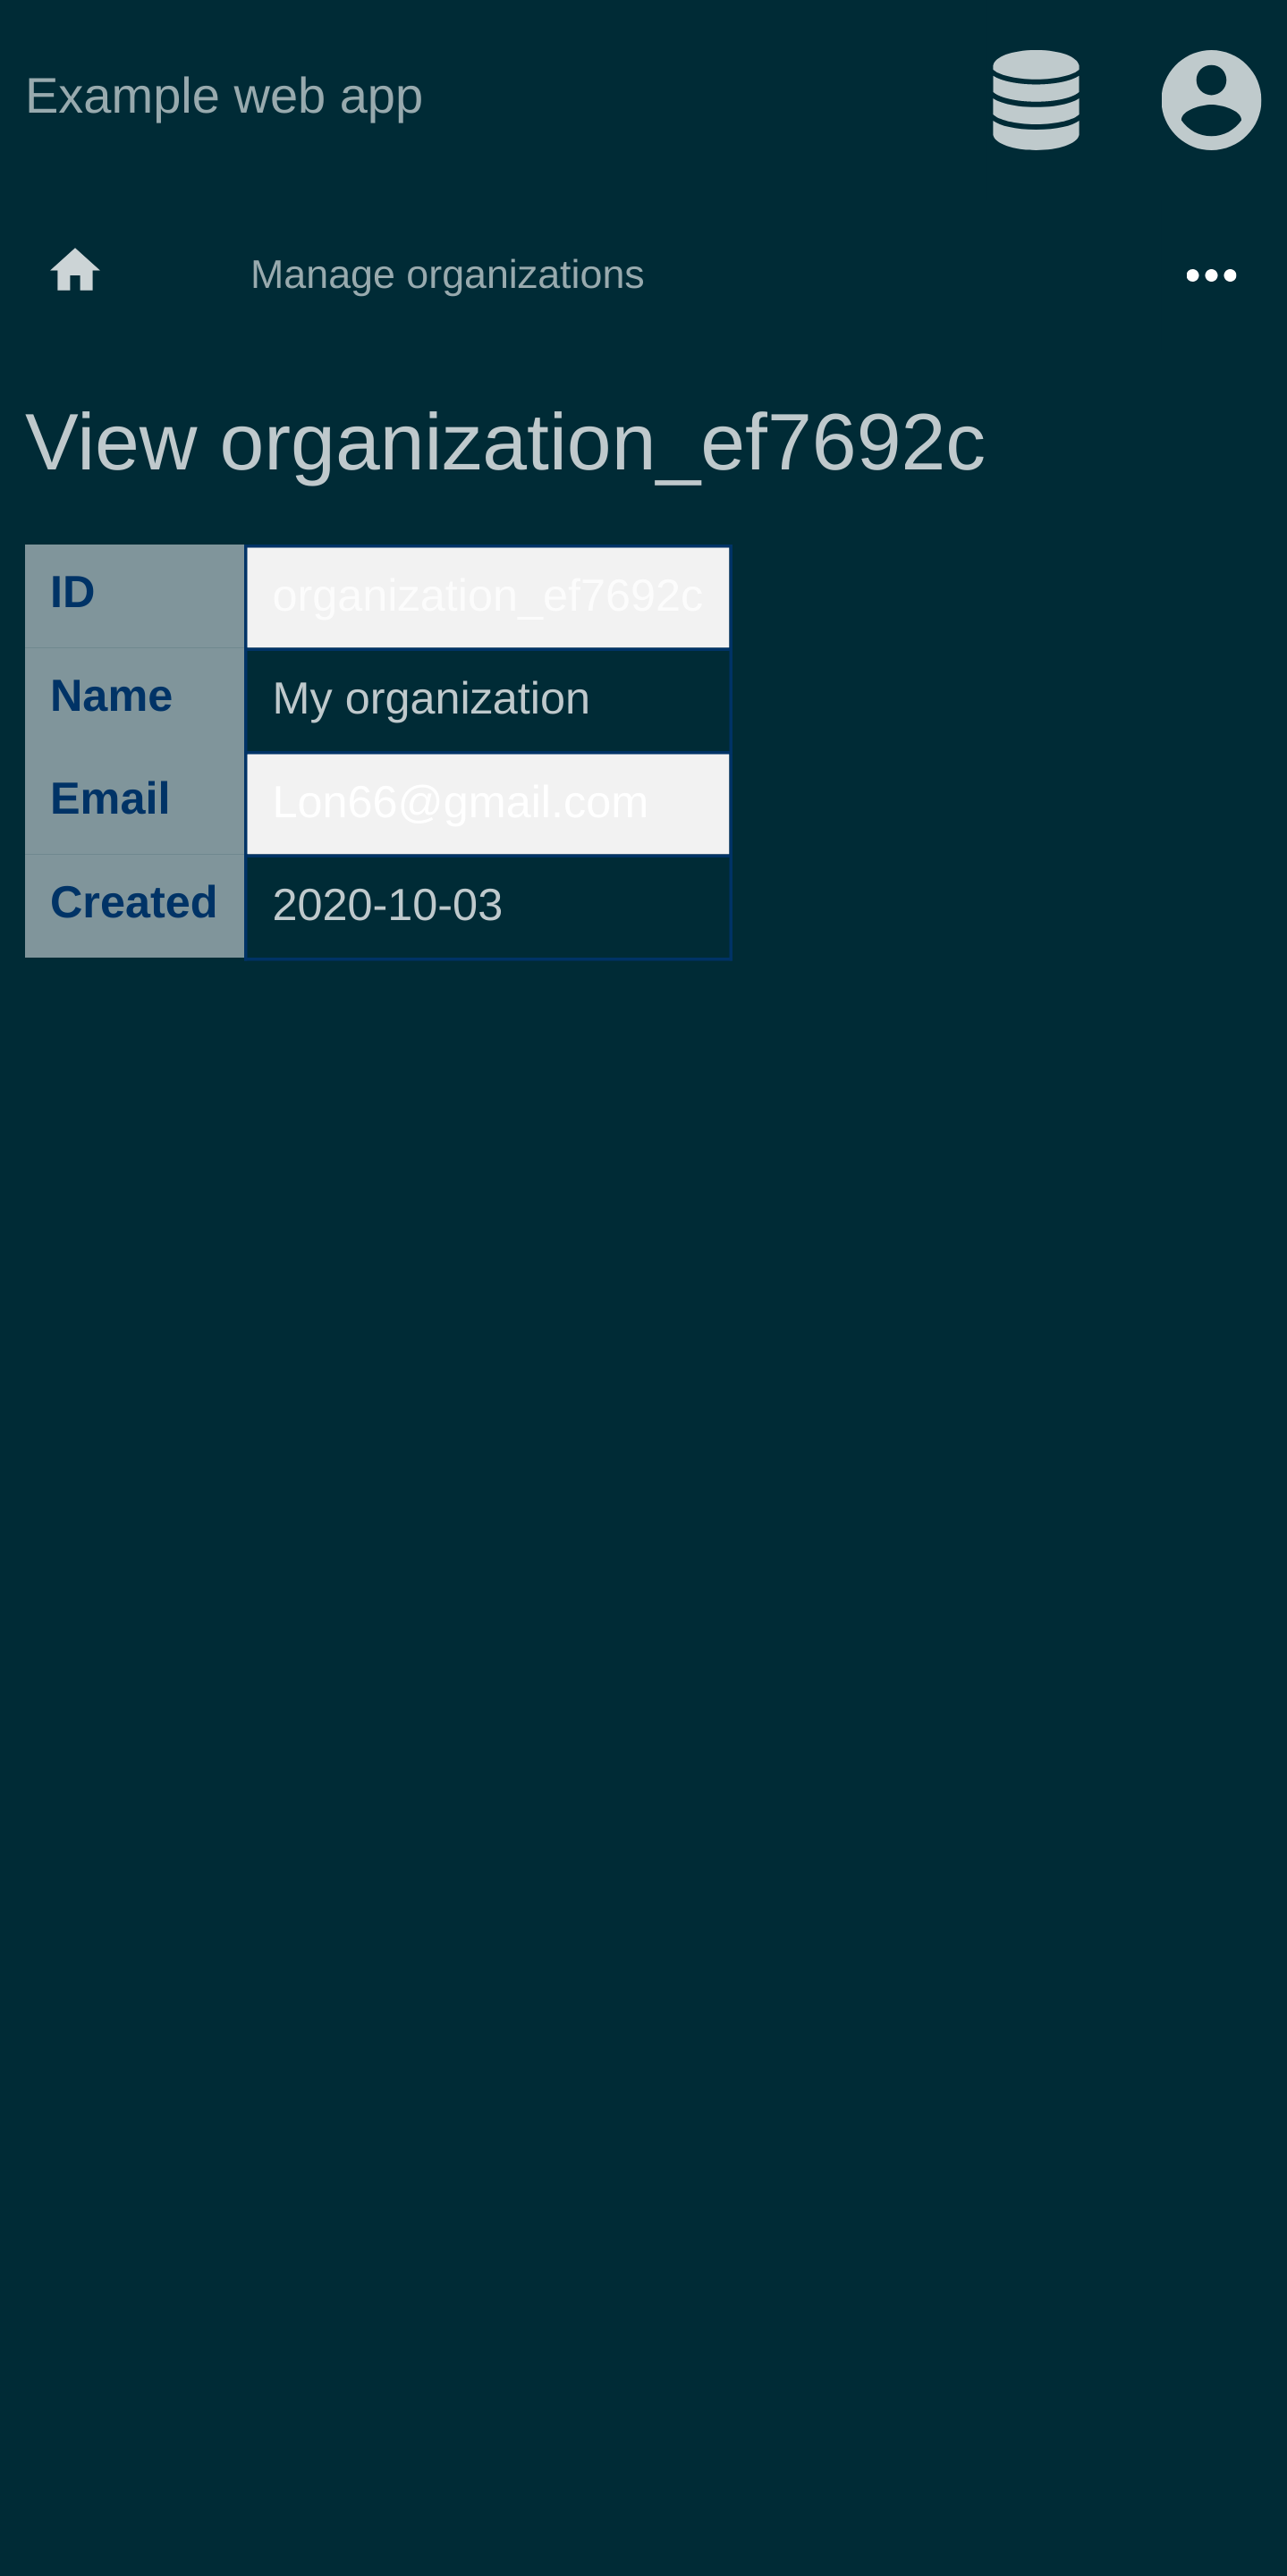 Example web app
Manage organizations
View organization_ef7692c
ID organization_ef7692c
Name My organization
Email Lon66@gmail.com
Created 2020-10-03